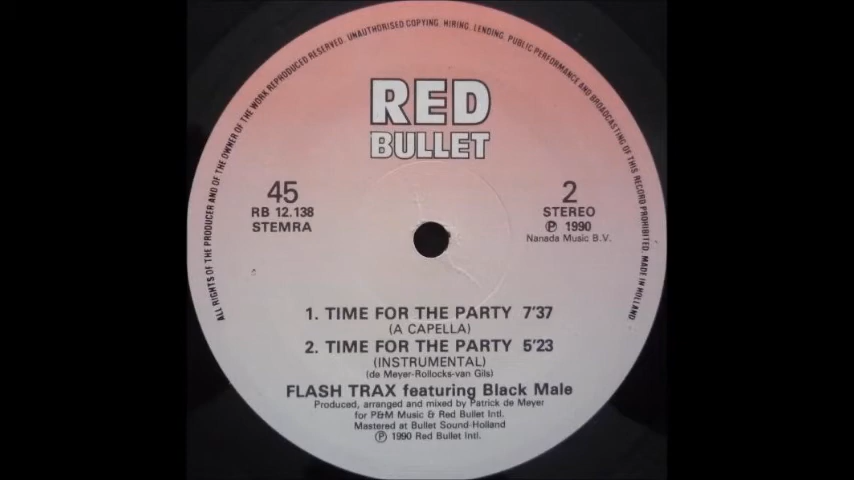 ALL RIGHTS OF THE PRODUCER AND OF THE OWNER OF THE WORK REPRODUCED RESERVED. UNAUTHORISED COPYING, HIRING, LENDING, PUBLIC PERFORMANCE AND BROADCASTING OF THIS RECORD PROHIBITED. MADE IN HOLLAND
RED
BULLET
45
RB 12.138
STEMRA
2
STEREO
Ⓟ 1990
Nanada Music B.V.
1. TIME FOR THE PARTY 7'37
(A CAPELLA)
2. TIME FOR THE PARTY 5'23
(INSTRUMENTAL)
(de Meyer-Rollocks-van Gils)
FLASH TRAX featuring Black Male
Produced, arranged and mixed by Patrick de Meyer
for P&M Music & Red Bullet Intl.
Mastered at Bullet Sound-Holland
Ⓟ 1990 Red Bullet Intl.